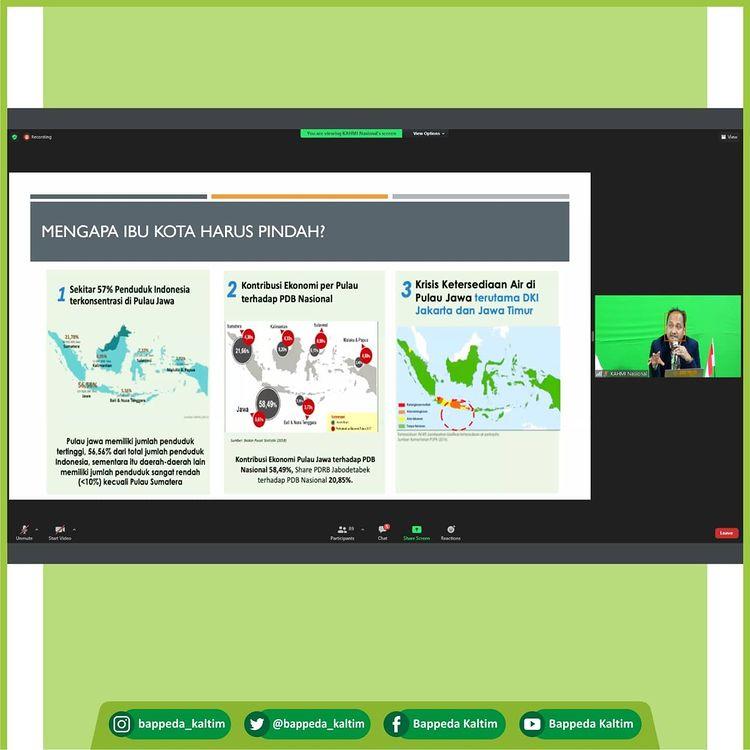 Recording
You are viewing KAHMI Nasional's screen
View Options
View
MENGAPA IBU KOTA HARUS PINDAH?
1 Sekitar 57% Penduduk Indonesia
terkonsentrasi di Pulau Jawa
21,78%
Sumatera
Kalimantan
Sulawesi
Maluku & Papua
56,56%
Jawa
Bali & Nusa Tenggara
Pulau jawa memiliki jumlah penduduk
tertinggi, 56,56% dari total jumlah penduduk
Indonesia, sementara itu daerah-daerah lain
memiliki jumlah penduduk sangat rendah
(<10%) kecuali Pulau Sumatera
2 Kontribusi Ekonomi per Pulau
terhadap PDB Nasional
Sumatera
Kalimantan
Sulawesi
Maluku & Papua
21,66%
58,49%
Jawa
Bali & Nusa Tenggara
Sumber: Badan Pusat Statistik (2018)
Kontribusi Ekonomi Pulau Jawa terhadap PDB
Nasional 58,49%, Share PDRB Jabodetabek
terhadap PDB Nasional 20,85%.
3 Krisis Ketersediaan Air di
Pulau Jawa terutama DKI
Jakarta dan Jawa Timur
KAHMI Nasional
Unmute
Start Video
Participants
89
Chat
Share Screen
Reactions
Leave
bappeda_kaltim
@bappeda_kaltim
Bappeda Kaltim
Bappeda Kaltim